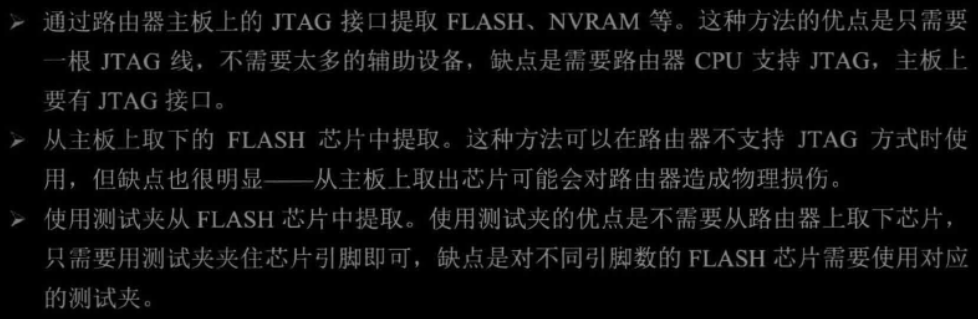 ➢ 通过路由器主板上的 JTAG 接口提取 FLASH、NVRAM 等。这种方法的优点是只需要
一根 JTAG 线，不需要太多的辅助设备，缺点是需要路由器 CPU 支持 JTAG，主板上
要有 JTAG 接口。
➢ 从主板上取下的 FLASH 芯片中提取。这种方法可以在路由器不支持 JTAG 方式时使
用，但缺点也很明显——从主板上取出芯片可能会对路由器造成物理损伤。
➢ 使用测试夹从 FLASH 芯片中提取。使用测试夹的优点是不需要从路由器上取下芯片，
只需要用测试夹夹住芯片引脚即可，缺点是对不同引脚数的 FLASH 芯片需要使用对应
的测试夹。